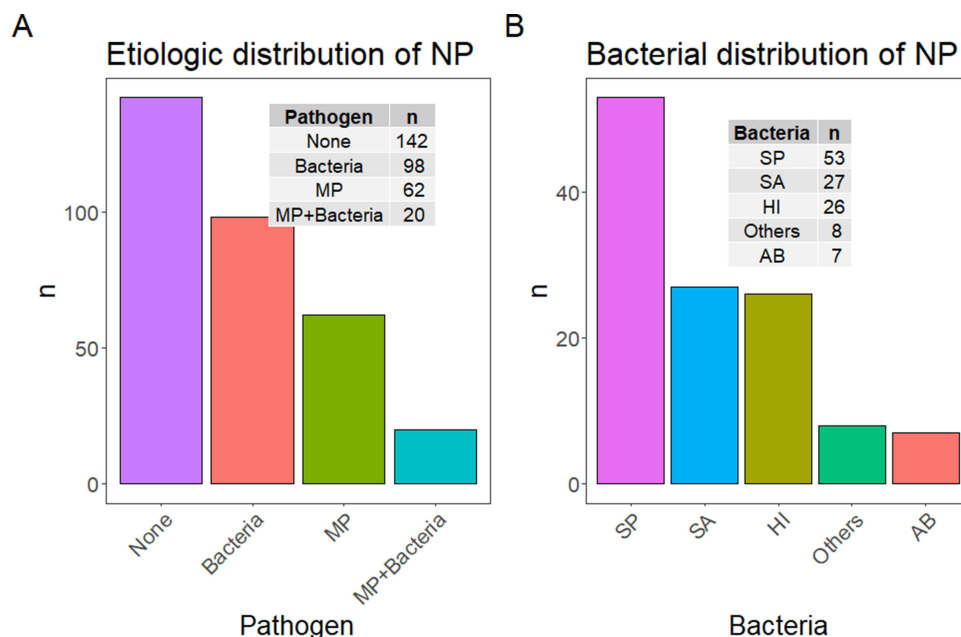 A
Etiologic distribution of NP
Pathogen n
None 142
Bacteria 98
MP 62
MP+Bacteria 20
n
100
50
0
None
Bacteria
MP
MP+Bacteria
Pathogen
B
Bacterial distribution of NP
Bacteria n
SP 53
SA 27
HI 26
Others 8
AB 7
n
40
20
0
SP
SA
HI
Others
AB
Bacteria